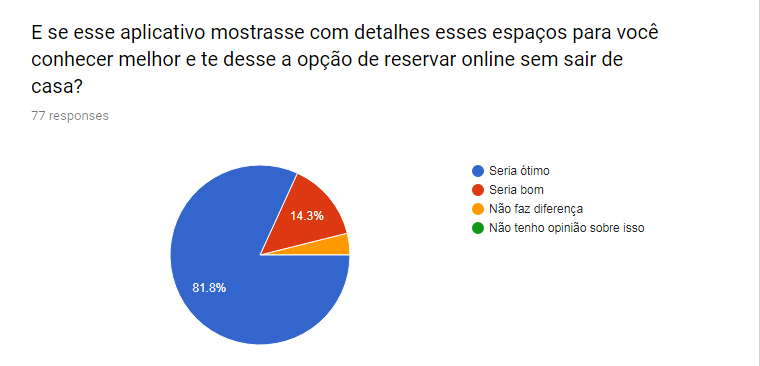 E se esse aplicativo mostrasse com detalhes esses espaços para você
conhecer melhor e te desse a opção de reservar online sem sair de
casa?
77 responses
Seria ótimo
Seria bom
Não faz diferença
Não tenho opinião sobre isso
14.3%
81.8%